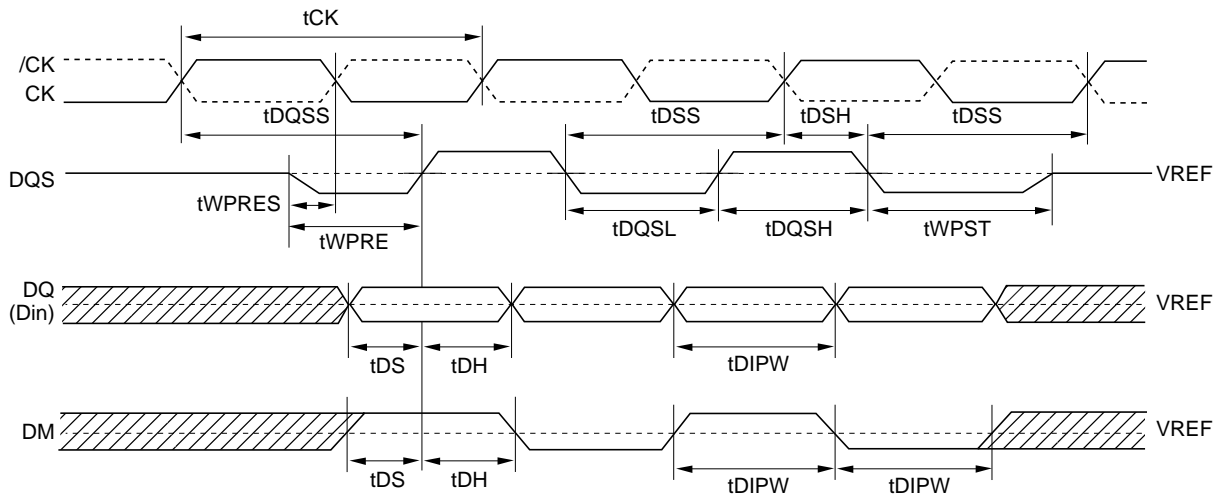 tCK
/CK
CK
tDQSS tDSS tDSH tDSS
DQS VREF
tWPRES
tDQSL tDQSH tWPST
tWPRE
DQ
(Din) VREF
tDS tDH tDIPW
DM VREF
tDS tDH tDIPW tDIPW